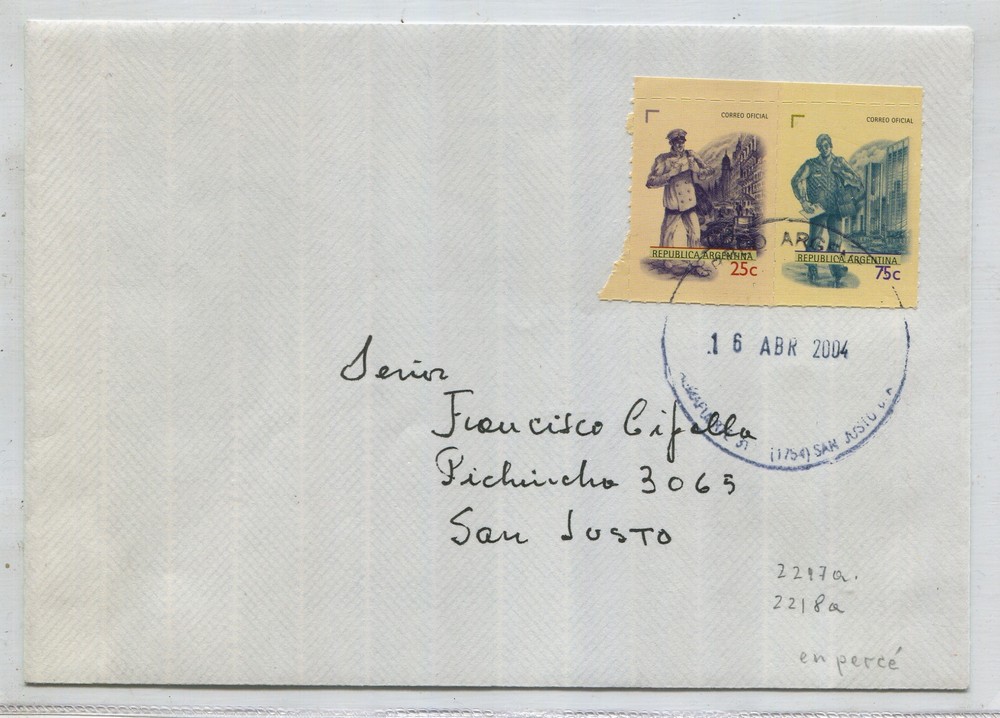 CORREO OFICIAL
REPUBLICA ARGENTINA
25c
CORREO OFICIAL
REPUBLICA ARGENTINA
75c
16 ABR 2004
(1754) SAN JUSTO
Señor
Francisco Cifalla
Pichincha 3065
San Justo
2217a.
2218a
en percé